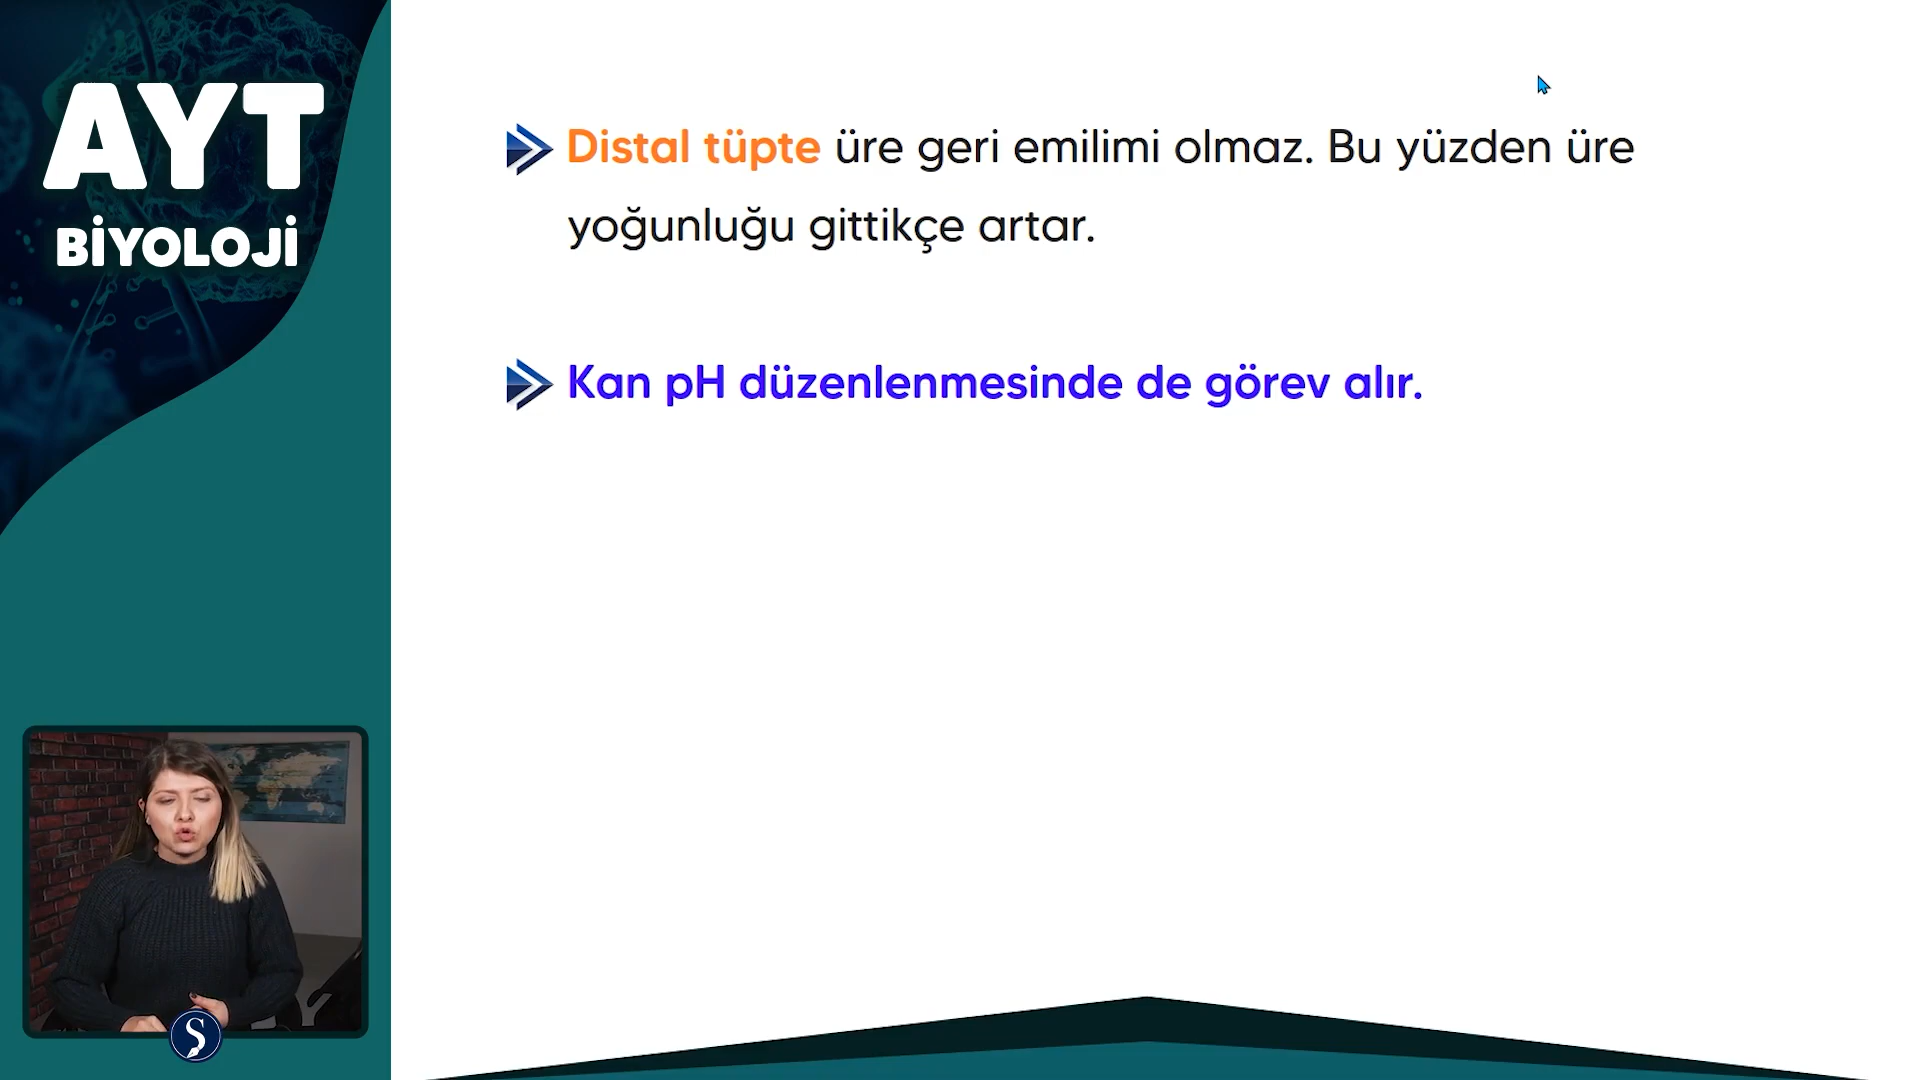 AYT
BİYOLOJİ
Distal tüpte üre geri emilimi olmaz. Bu yüzden üre
yoğunluğu gittikçe artar.
Kan pH düzenlenmesinde de görev alır.